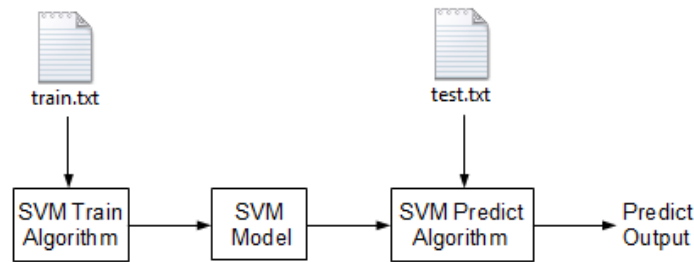 train.txt
test.txt
SVM Train
Algorithm
SVM
Model
SVM Predict
Algorithm
Predict
Output